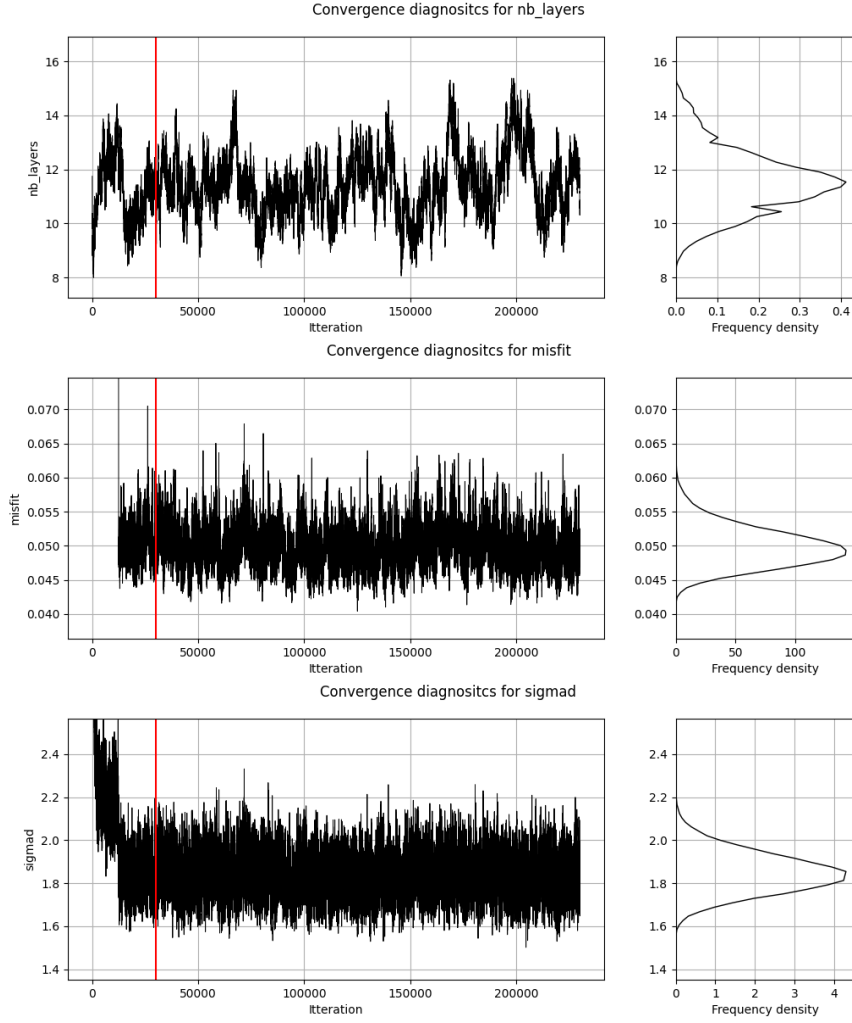 Convergence diagnositcs for nb_layers
nb_layers
16
14
12
10
8
0 50000 100000 150000 200000
Itteration
0.0 0.1 0.2 0.3 0.4
Frequency density
Convergence diagnositcs for misfit
misfit
0.070
0.065
0.060
0.055
0.050
0.045
0.040
0 50000 100000 150000 200000
Itteration
0.070
0.065
0.060
0.055
0.050
0.045
0.040
0 50 100
Frequency density
Convergence diagnositcs for sigmad
sigmad
2.4
2.2
2.0
1.8
1.6
1.4
0 50000 100000 150000 200000
Itteration
2.4
2.2
2.0
1.8
1.6
1.4
0 1 2 3 4
Frequency density